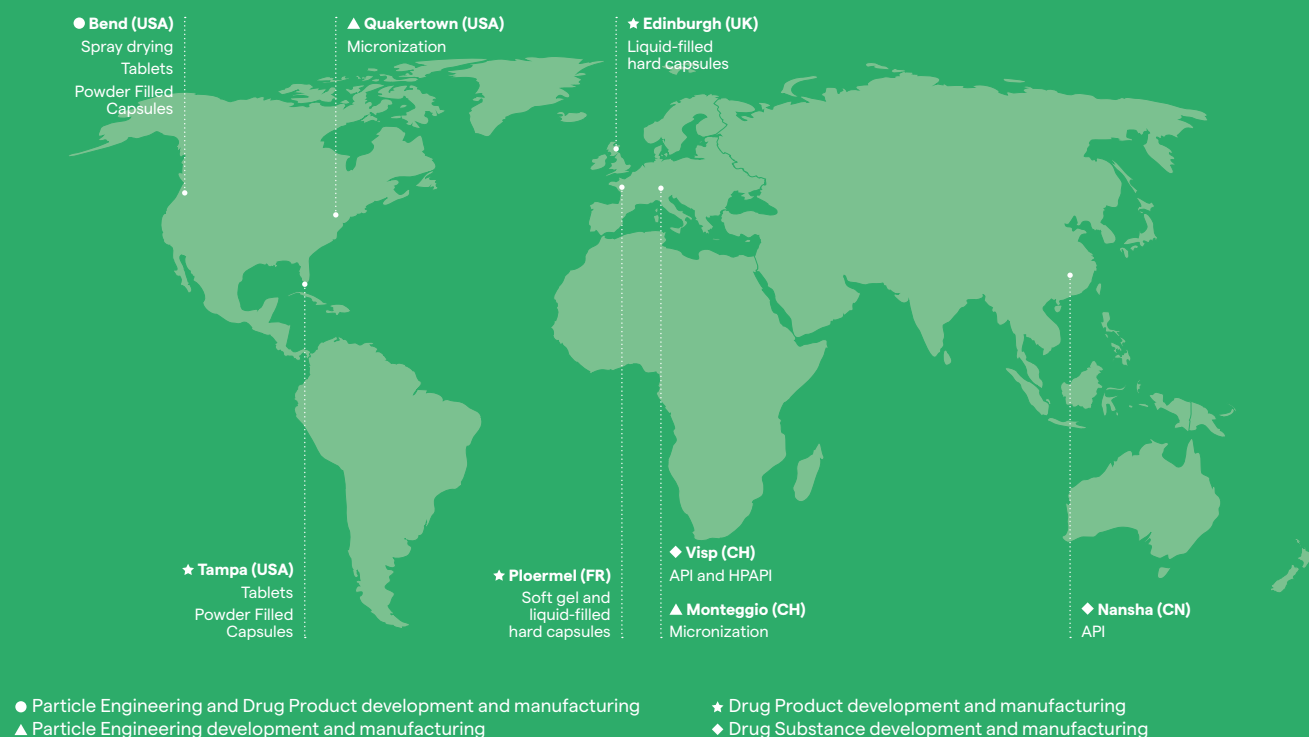 Bend (USA)
Spray drying
Tablets
Powder Filled
Capsules
Quakertown (USA)
Micronization
Edinburgh (UK)
Liquid-filled
hard capsules
Tampa (USA)
Tablets
Powder Filled
Capsules
Ploermel (FR)
Soft gel and
liquid-filled
hard capsules
Visp (CH)
API and HPAPI
Monteggio (CH)
Micronization
Nansha (CN)
API
Particle Engineering and Drug Product development and manufacturing
Particle Engineering development and manufacturing
Drug Product development and manufacturing
Drug Substance development and manufacturing